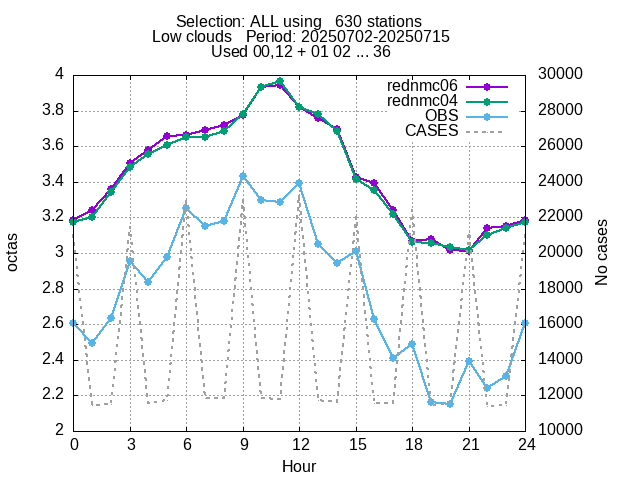 Selection: ALL using   630 stations
Low clouds   Period: 20250702-20250715
Used 00,12 + 01 02 ... 36
4
3.8
3.6
3.4
3.2
3
2.8
2.6
2.4
2.2
2
30000
28000
26000
24000
22000
20000
18000
16000
14000
12000
10000
rednmc06
rednmc04
OBS
CASES
octas
No cases
0 3 6 9 12 15 18 21 24
Hour